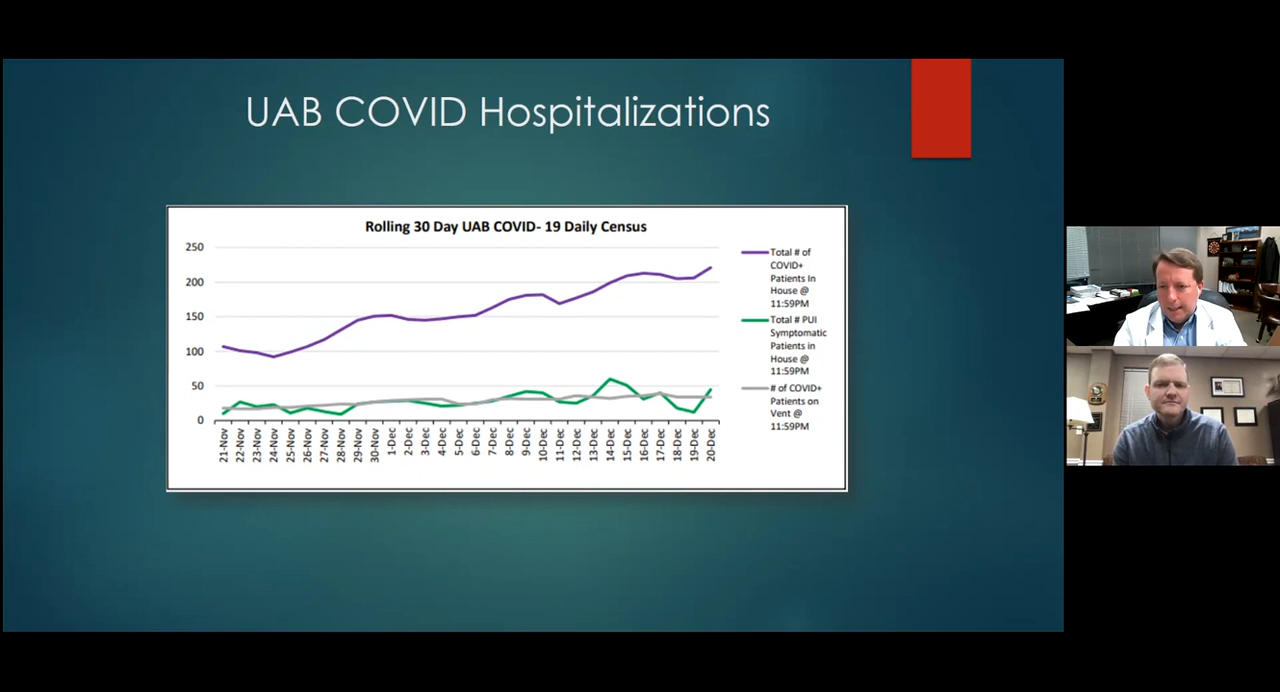 UAB COVID Hospitalizations
Rolling 30 Day UAB COVID- 19 Daily Census
250
200
150
100
50
0
21-Nov
22-Nov
23-Nov
24-Nov
25-Nov
26-Nov
27-Nov
28-Nov
29-Nov
30-Nov
1-Dec
2-Dec
3-Dec
4-Dec
5-Dec
6-Dec
7-Dec
8-Dec
9-Dec
10-Dec
11-Dec
12-Dec
13-Dec
14-Dec
15-Dec
16-Dec
17-Dec
18-Dec
19-Dec
20-Dec
Total # of
COVID+
Patients In
House @
11:59PM
Total # PUI
Symptomatic
Patients in
House @
11:59PM
# of COVID+
Patients on
Vent @
11:59PM